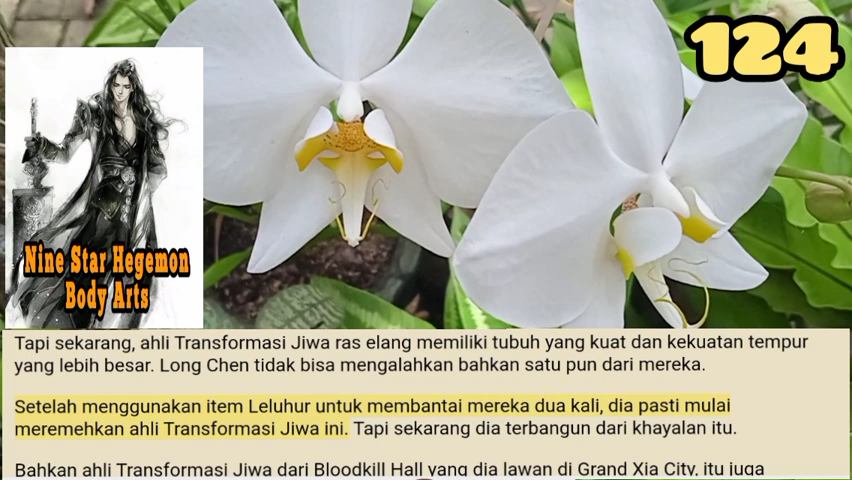 124
Nine Star Hegemon
Body Arts
Tapi sekarang, ahli Transformasi Jiwa ras elang memiliki tubuh yang kuat dan kekuatan tempur
yang lebih besar. Long Chen tidak bisa mengalahkan bahkan satu pun dari mereka.
Setelah menggunakan item Leluhur untuk membantai mereka dua kali, dia pasti mulai
meremehkan ahli Transformasi Jiwa ini. Tapi sekarang dia terbangun dari khayalan itu.
Bahkan ahli Transformasi Jiwa dari Bloodkill Hall yang dia lawan di Grand Xia City, itu juga